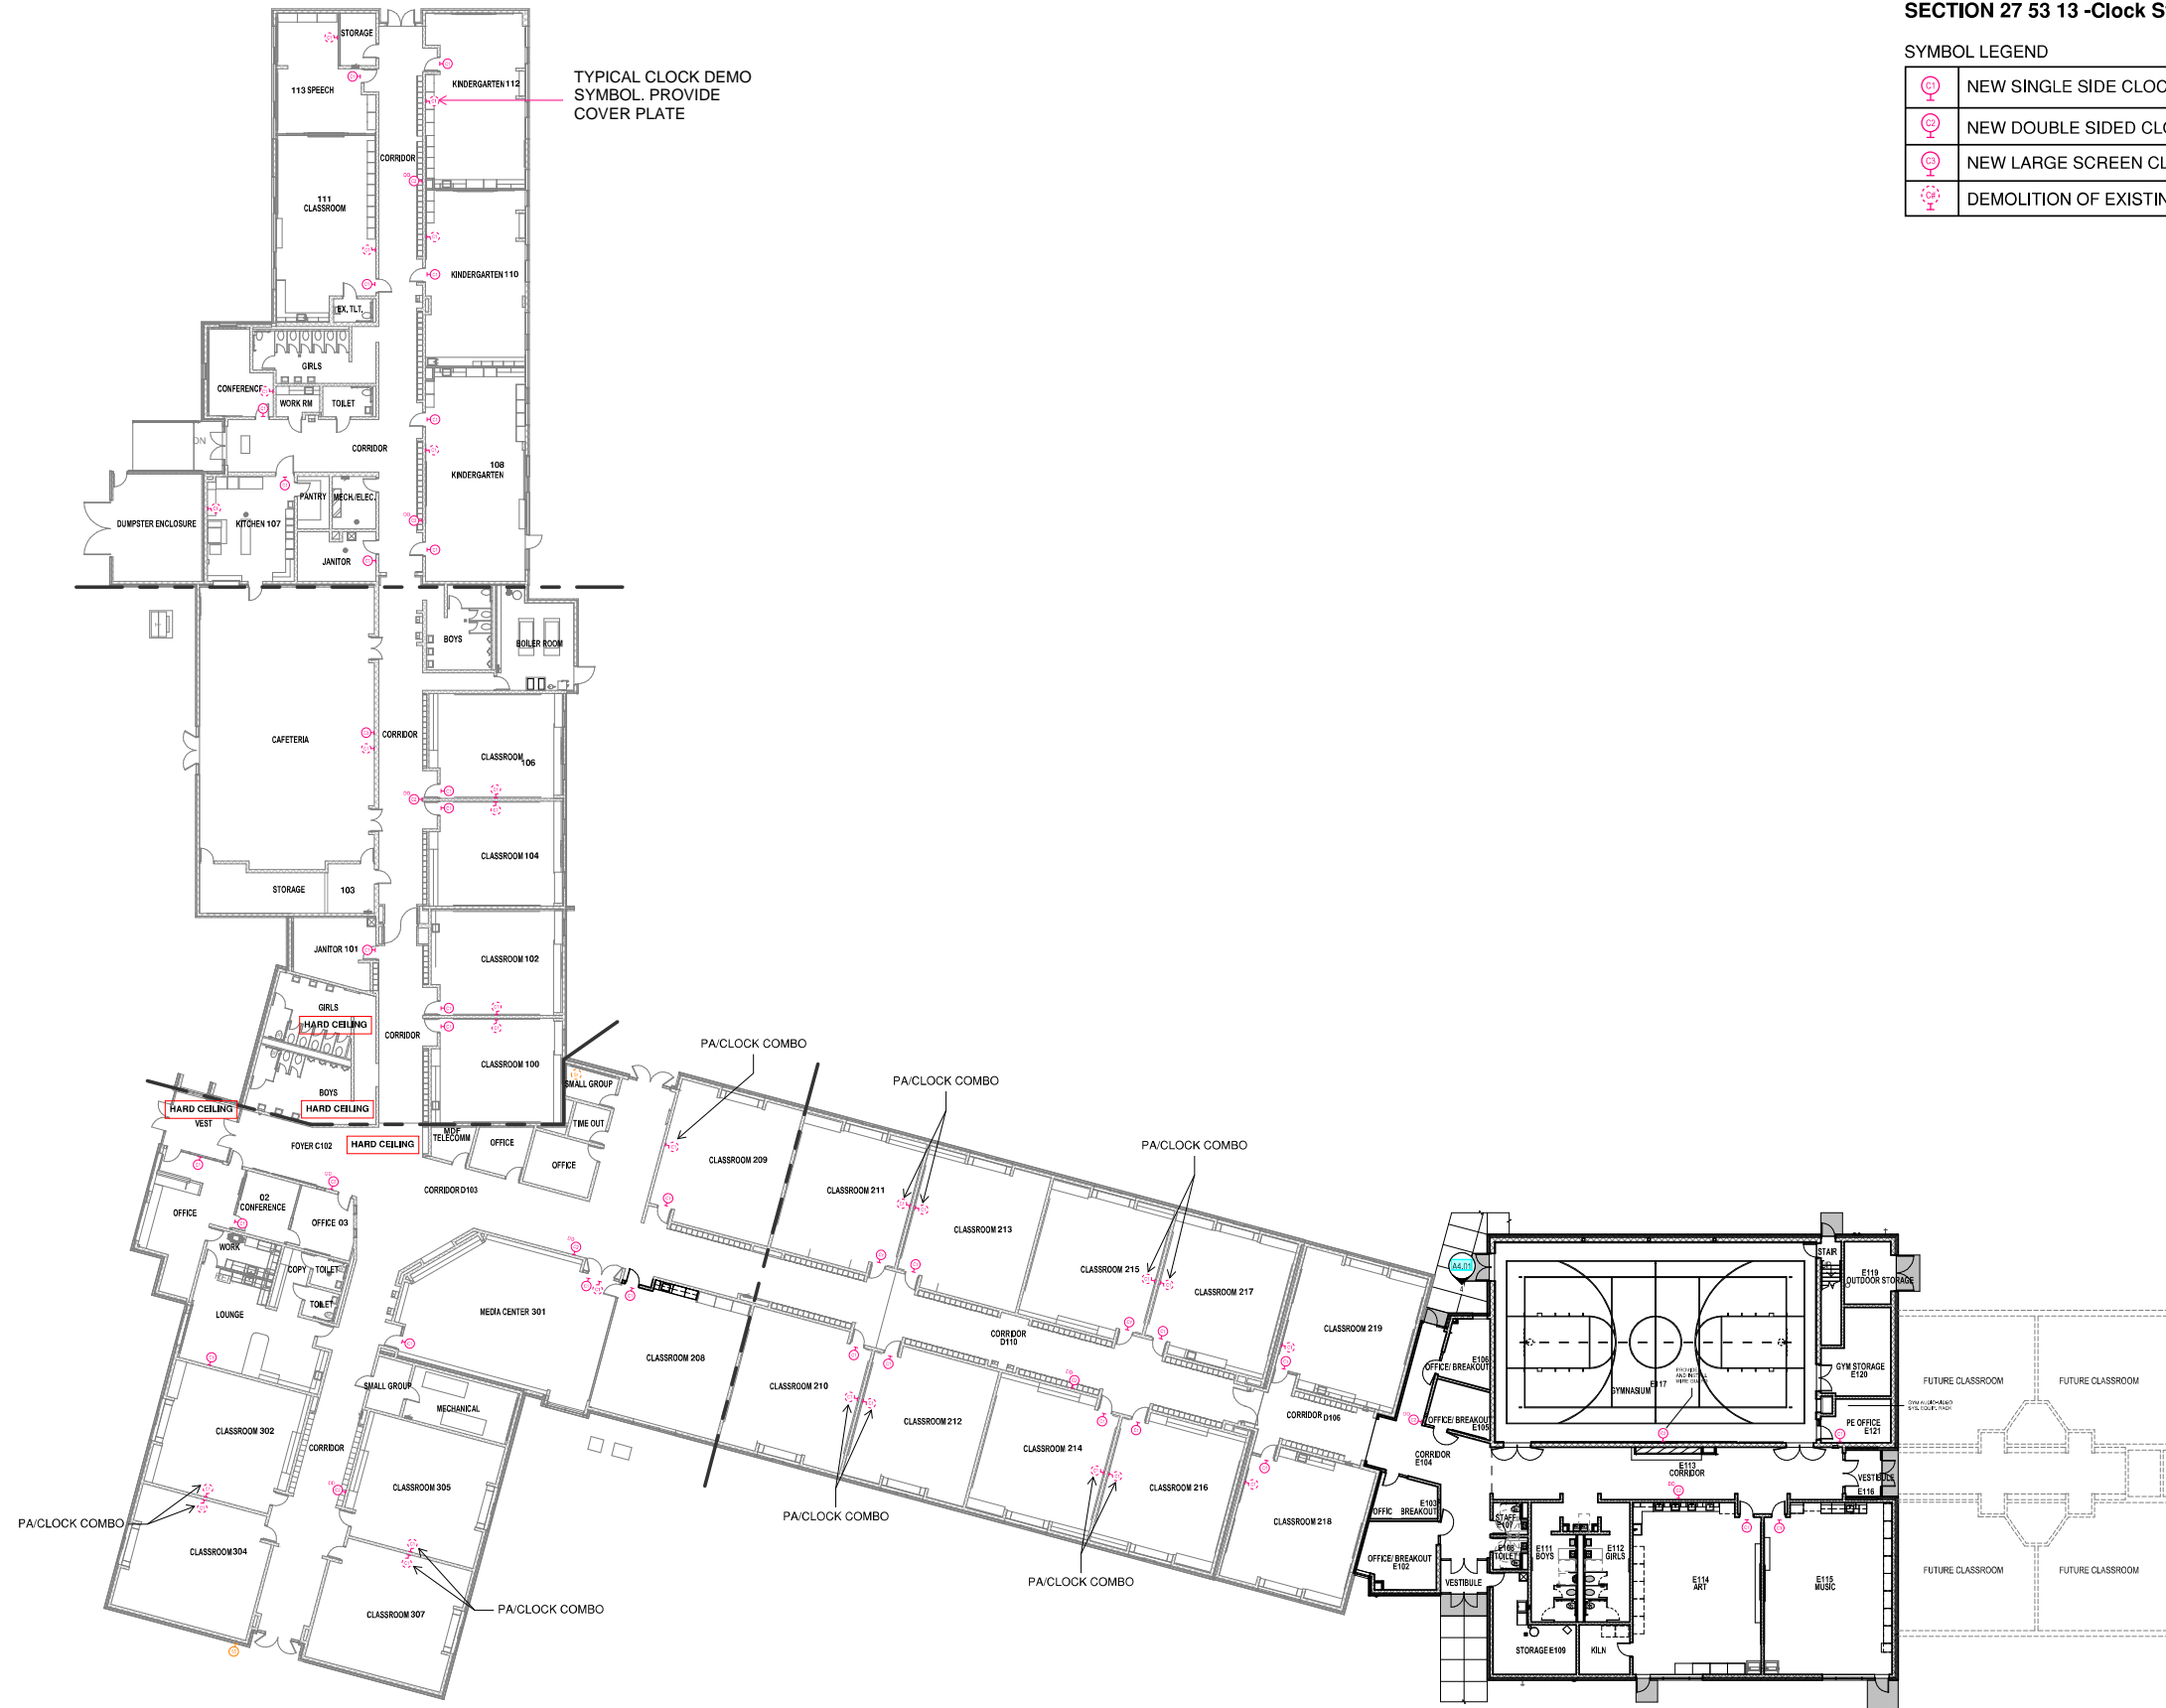 SECTION 27 53 13 -Clock S
SYMBOL LEGEND
C1 NEW SINGLE SIDE CLOC
C2 NEW DOUBLE SIDED CL
C3 NEW LARGE SCREEN CL
C# DEMOLITION OF EXISTIN
TYPICAL CLOCK DEMO
SYMBOL. PROVIDE
COVER PLATE
STORAGE
113 SPEECH
KINDERGARTEN 112
CORRIDOR
111
CLASSROOM
KINDERGARTEN 110
EX. TLT.
GIRLS
CONFERENCE
WORK RM
TOILET
CORRIDOR
108
KINDERGARTEN
PANTRY
MECH./ELEC.
DUMPSTER ENCLOSURE
KITCHEN 107
JANITOR
BOYS
BOILER ROOM
CAFETERIA
CORRIDOR
CLASSROOM
106
CLASSROOM 104
STORAGE
103
JANITOR 101
CLASSROOM 102
GIRLS
HARD CEILING
CORRIDOR
CLASSROOM 100
BOYS
HARD CEILING
HARD CEILING
VEST
FOYER C102
HARD CEILING
MDF
TELECOMM
OFFICE
SMALL GROUP
TIME OUT
OFFICE
CORRIDOR D103
PA/CLOCK COMBO
PA/CLOCK COMBO
PA/CLOCK COMBO
CLASSROOM 209
CLASSROOM 211
CLASSROOM 213
CLASSROOM 215
CLASSROOM 217
CLASSROOM 219
OFFICE
02
CONFERENCE
OFFICE 03
WORK
COPY
TOILET
TOILET
LOUNGE
MEDIA CENTER 301
CLASSROOM 208
CLASSROOM 210
CLASSROOM 212
CLASSROOM 214
CLASSROOM 216
CLASSROOM 218
CORRIDOR
D110
CORRIDOR D106
SMALL GROUP
MECHANICAL
CLASSROOM 302
CORRIDOR
CLASSROOM 305
CLASSROOM 304
CLASSROOM 307
PA/CLOCK COMBO
PA/CLOCK COMBO
PA/CLOCK COMBO
PA/CLOCK COMBO
A4.01
4
STAIR
E119
OUTDOOR STORAGE
E106
OFFICE/ BREAKOUT
OFFICE/ BREAKOUT
E105
GYMNASIUM
E117
GYM STORAGE
E120
PE OFFICE
E121
CORRIDOR
E104
E113
CORRIDOR
VESTIBULE
E116
E103
OFFIC BREAKOUT
OFFICE/ BREAKOUT
E102
VESTIBULE
STAFF
E107
E108
TOILET
E111
BOYS
E112
GIRLS
E114
ART
E115
MUSIC
STORAGE E109
KILN
FUTURE CLASSROOM
FUTURE CLASSROOM
FUTURE CLASSROOM
FUTURE CLASSROOM